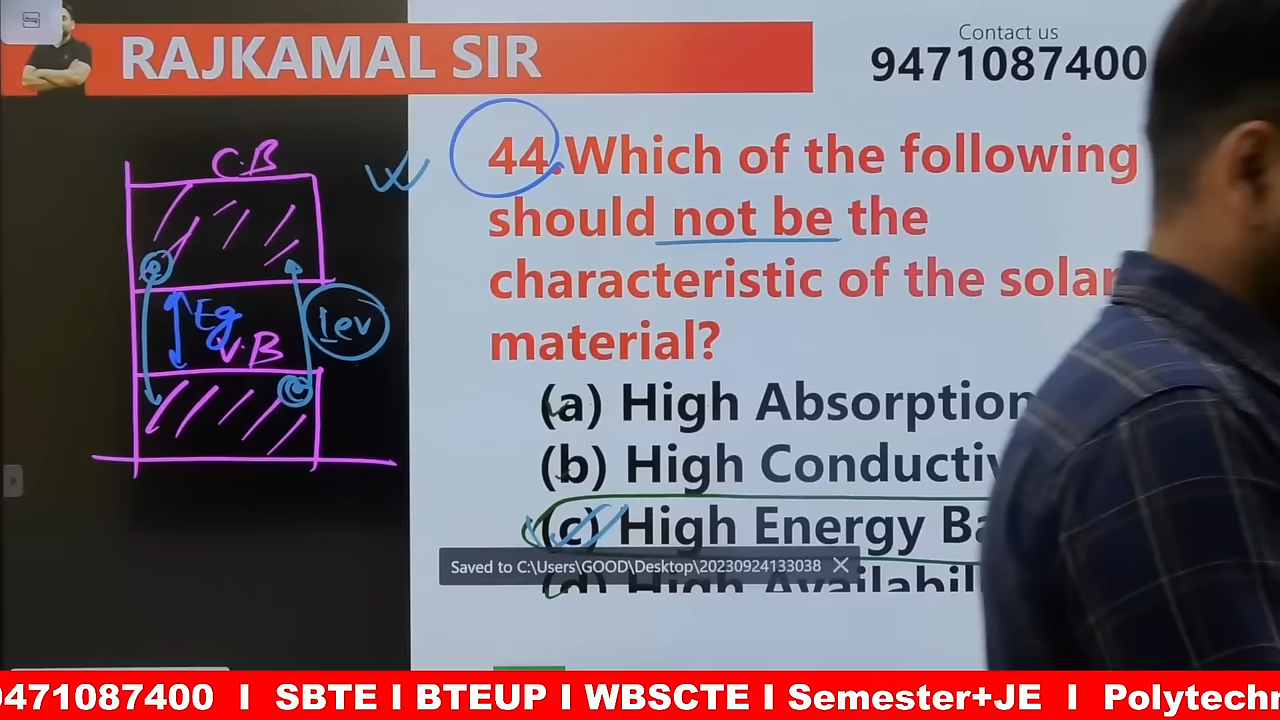 RAJKAMAL SIR
Contact us
9471087400
44.Which of the following
should not be the
characteristic of the solar
material?
(a) High Absorption
(b) High Conductiv
(c) High Energy Ba
(d) High Availabil
Saved to C:\Users\GOOD\Desktop\20230924133038
C.B
Eg
1ev
V.B
9471087400 I SBTE I BTEUP I WBSCTE I Semester+JE I Polytechn